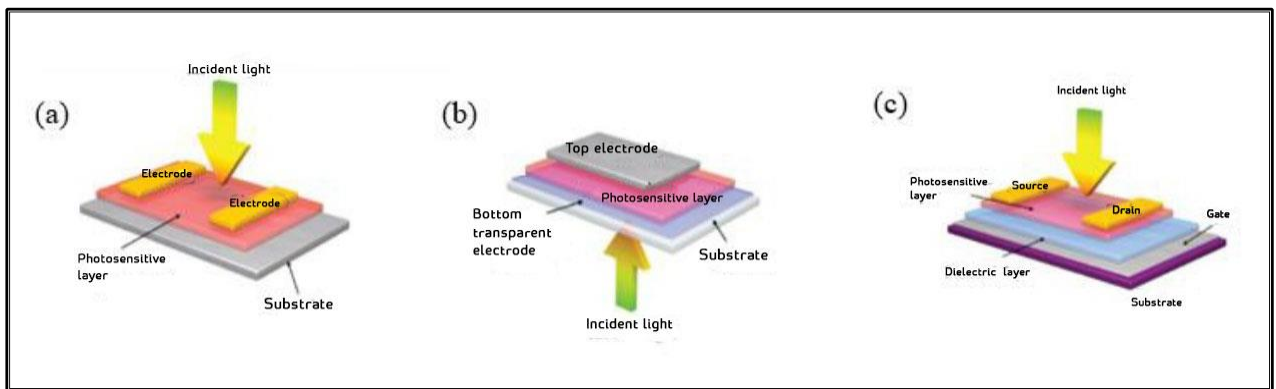 (a)
Incident light
Electrode
Electrode
Photosensitive
layer
Substrate
(b)
Top electrode
Photosensitive layer
Bottom
transparent
electrode
Substrate
Incident light
(c)
Incident light
Photosensitive
layer
Source
Drain
Gate
Dielectric layer
Substrate